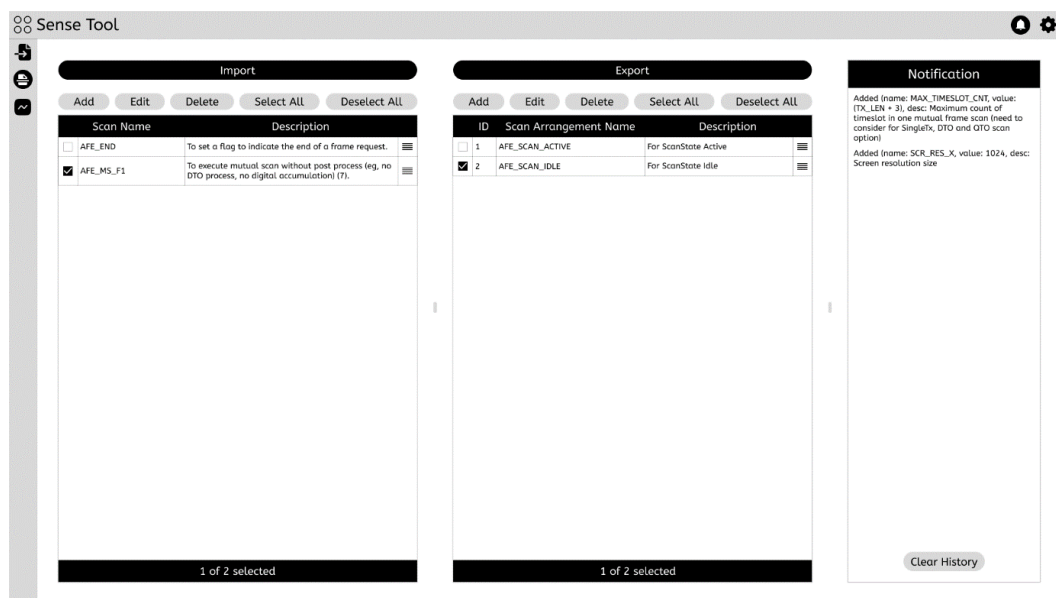 Sense Tool
Import
Add Edit Delete Select All Deselect All
Scan Name Description
AFE_END To set a flag to indicate the end of a frame request.
AFE_MS_F1 To execute mutual scan without post process (eg, no
DTO process, no digital accumulation) (7).
1 of 2 selected
Export
Add Edit Delete Select All Deselect All
ID Scan Arrangement Name Description
1 AFE_SCAN_ACTIVE For ScanState Active
2 AFE_SCAN_IDLE For ScanState Idle
1 of 2 selected
Notification
Added (name: MAX_TIMESLOT_CNT, value:
(TX_LEN + 3), desc: Maximum count of
timeslot in one mutual frame scan (need to
consider for SingleTx, DTO and QTO scan
option)
Added (name: SCR_RES_X, value: 1024, desc:
Screen resolution size
Clear History